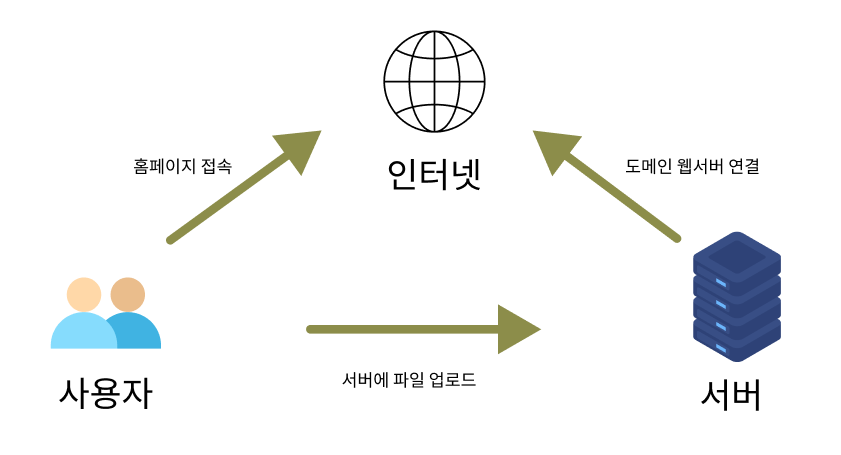 인터넷
홈페이지 접속
도메인 웹서버 연결
서버에 파일 업로드
사용자
서버